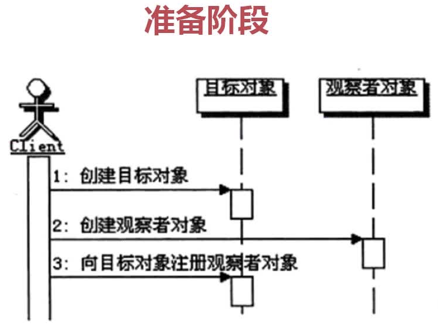 准备阶段
目标对象
观察者对象
Client
1: 创建目标对象
2: 创建观察者对象
3: 向目标对象注册观察者对象